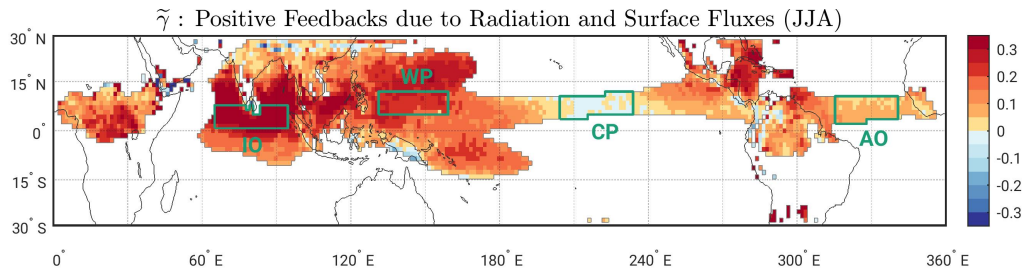 γ̃ : Positive Feedbacks due to Radiation and Surface Fluxes (JJA)
30° N
15° N
0°
15° S
30° S
WP
IO
CP
AO
0.3
0.2
0.1
0
-0.1
-0.2
-0.3
0° 60° E 120° E 180° E 240° E 300° E 360° E